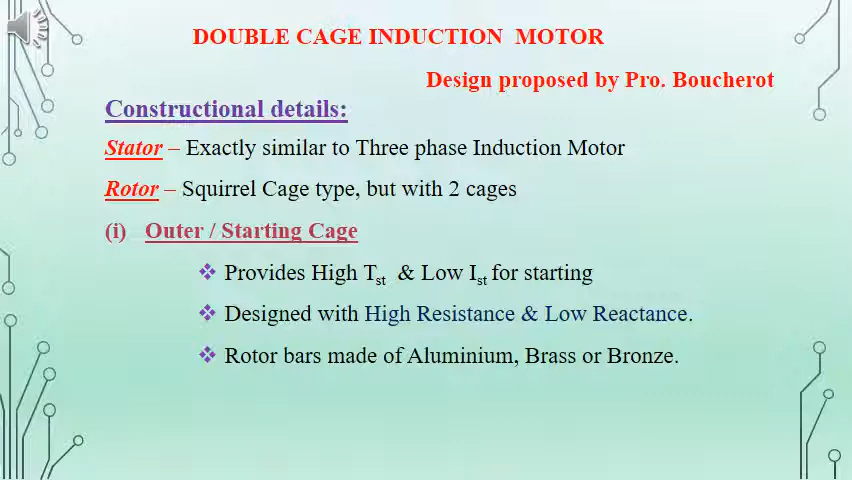 DOUBLE CAGE INDUCTION MOTOR
Design proposed by Pro. Boucherot
Constructional details:
Stator – Exactly similar to Three phase Induction Motor
Rotor – Squirrel Cage type, but with 2 cages
(i) Outer / Starting Cage
❖ Provides High Tst & Low Ist for starting
❖ Designed with High Resistance & Low Reactance.
❖ Rotor bars made of Aluminium, Brass or Bronze.